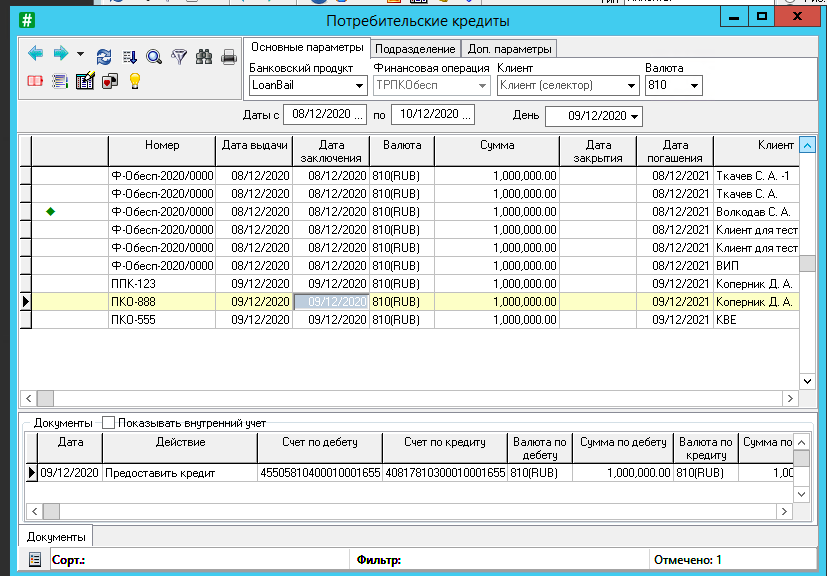 Потребительские кредиты
Основные параметры Подразделение Доп. параметры
Банковский продукт Финансовая операция Клиент Валюта
LoanBail ТРПКОбесп Клиент (селектор) 810
Даты с 08/12/2020 ... по 10/12/2020 ... День 09/12/2020
Номер Дата выдачи Дата заключения Валюта Сумма Дата закрытия Дата погашения Клиент
Ф-Обесп-2020/0000 08/12/2020 08/12/2020 810(RUB) 1,000,000.00 08/12/2021 Ткачев С. А. -1
Ф-Обесп-2020/0000 08/12/2020 08/12/2020 810(RUB) 1,000,000.00 08/12/2021 Ткачев С. А.
Ф-Обесп-2020/0000 08/12/2020 08/12/2020 810(RUB) 1,000,000.00 08/12/2021 Волкодав С. А.
Ф-Обесп-2020/0000 08/12/2020 08/12/2020 810(RUB) 1,000,000.00 08/12/2021 Клиент для тест
Ф-Обесп-2020/0000 08/12/2020 08/12/2020 810(RUB) 1,000,000.00 08/12/2021 Клиент для тест
Ф-Обесп-2020/0000 08/12/2020 08/12/2020 810(RUB) 1,000,000.00 08/12/2021 ВИП
ППК-123 09/12/2020 09/12/2020 810(RUB) 1,000,000.00 09/12/2021 Коперник Д. А.
ПКО-888 09/12/2020 09/12/2020 810(RUB) 1,000,000.00 09/12/2021 Коперник Д. А.
ПКО-555 09/12/2020 09/12/2020 810(RUB) 1,000,000.00 09/12/2021 КВЕ
Документы Показывать внутренний учет
Дата Действие Счет по дебету Счет по кредиту Валюта по дебету Сумма по дебету Валюта по кредиту Сумма по
09/12/2020 Предоставить кредит 45505810400010001655 40817810300010001655 810(RUB) 1,000,000.00 810(RUB) 1,00
Документы
Сорт.: Фильтр: Отмечено: 1